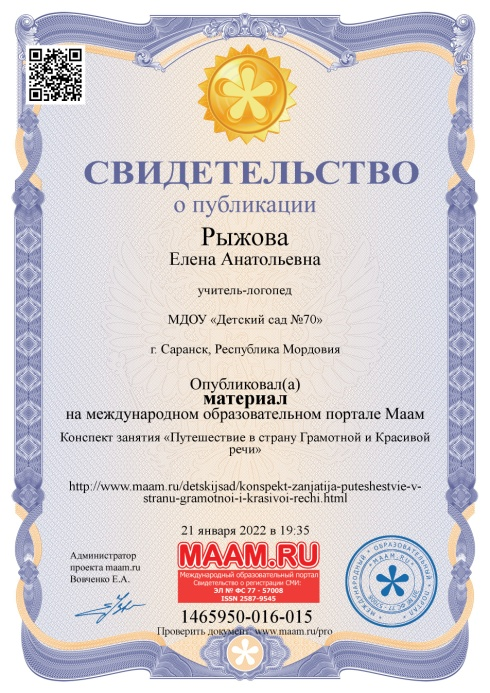 СВИДЕТЕЛЬСТВО
о публикации
Рыжова
Елена Анатольевна
учитель-логопед
МДОУ «Детский сад №70»
г. Саранск, Республика Мордовия
Опубликовал(а)
материал
на международном образовательном портале Маам
Конспект занятия «Путешествие в страну Грамотной и Красивой
речи»
http://www.maam.ru/detskijsad/konspekt-zanjatija-puteshestvie-v-
stranu-gramotnoi-i-krasivoi-rechi.html
21 января 2022 в 19:35
Администратор
проекта maam.ru
Вовченко Е.А.
MAAM.RU
Международный образовательный портал
Свидетельство о регистрации СМИ:
ЭЛ № ФС 77 - 57008
ISSN 2587-9545
1465950-016-015
Проверить документ: www.maam.ru/pro
МЕЖДУНАРОДНЫЙ ОБРАЗОВАТЕЛЬНЫЙ ПОРТАЛ
"MAAM.RU"